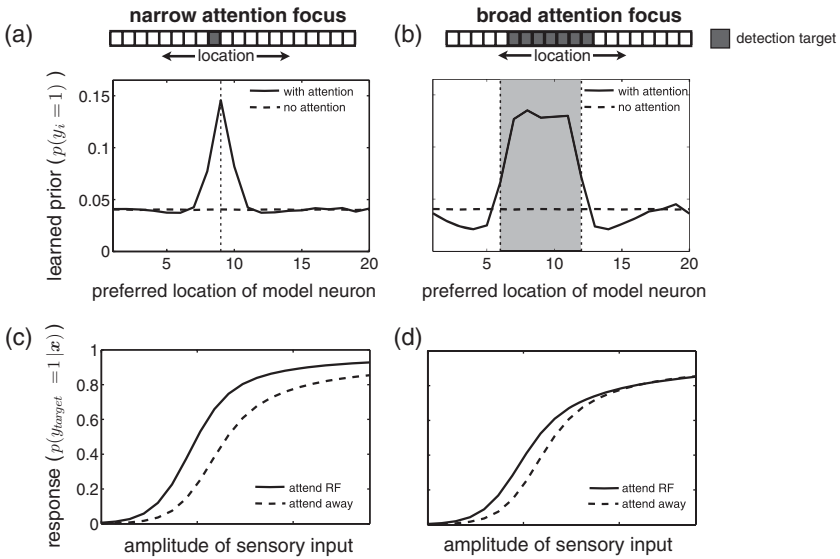 narrow attention focus
broad attention focus
(a)
(b)
detection target
location
location
learned prior (p(y_i = 1))
with attention
no attention
0.15
0.1
0.05
0
5 10 15 20
preferred location of model neuron
with attention
no attention
5 10 15 20
preferred location of model neuron
(c)
(d)
response (p(y_target = 1|x))
1
0.8
0.6
0.4
0.2
0
attend RF
attend away
amplitude of sensory input
attend RF
attend away
amplitude of sensory input